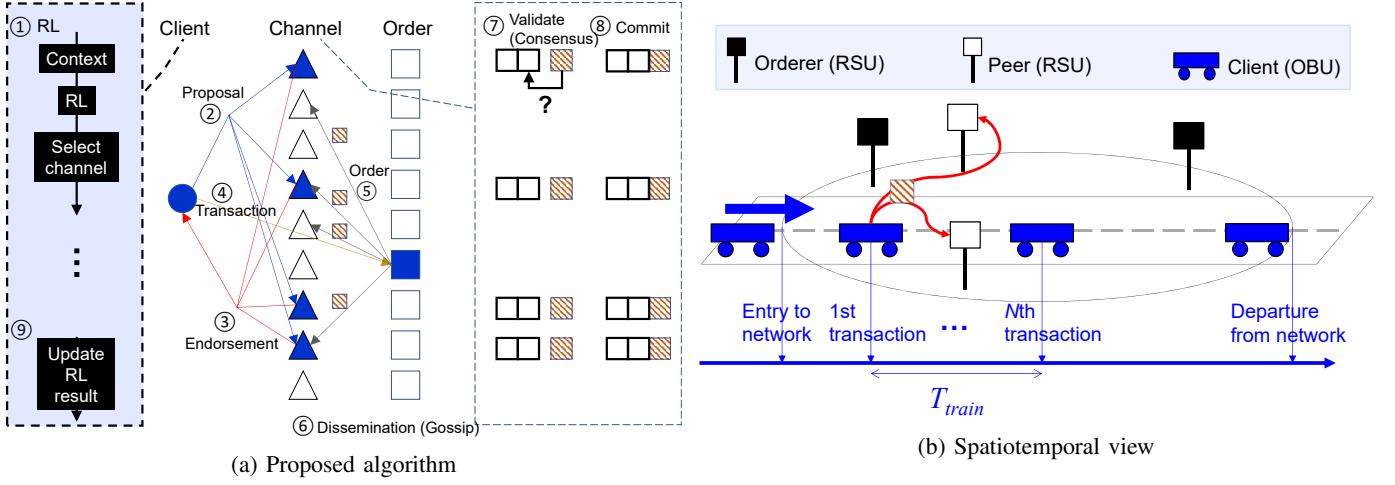 ① RL
Context
RL
Select
channel
⋮
⑨
Update
RL
result
Client
Channel
Order
Proposal
②
④
Transaction
③
Endorsement
Order
⑤
⑥ Dissemination (Gossip)
⑦ Validate
(Consensus)
⑧ Commit
?
(a) Proposed algorithm
Orderer (RSU)
Peer (RSU)
Client (OBU)
Entry to
network
1st
transaction
...
Nth
transaction
Departure
from network
T_train
(b) Spatiotemporal view